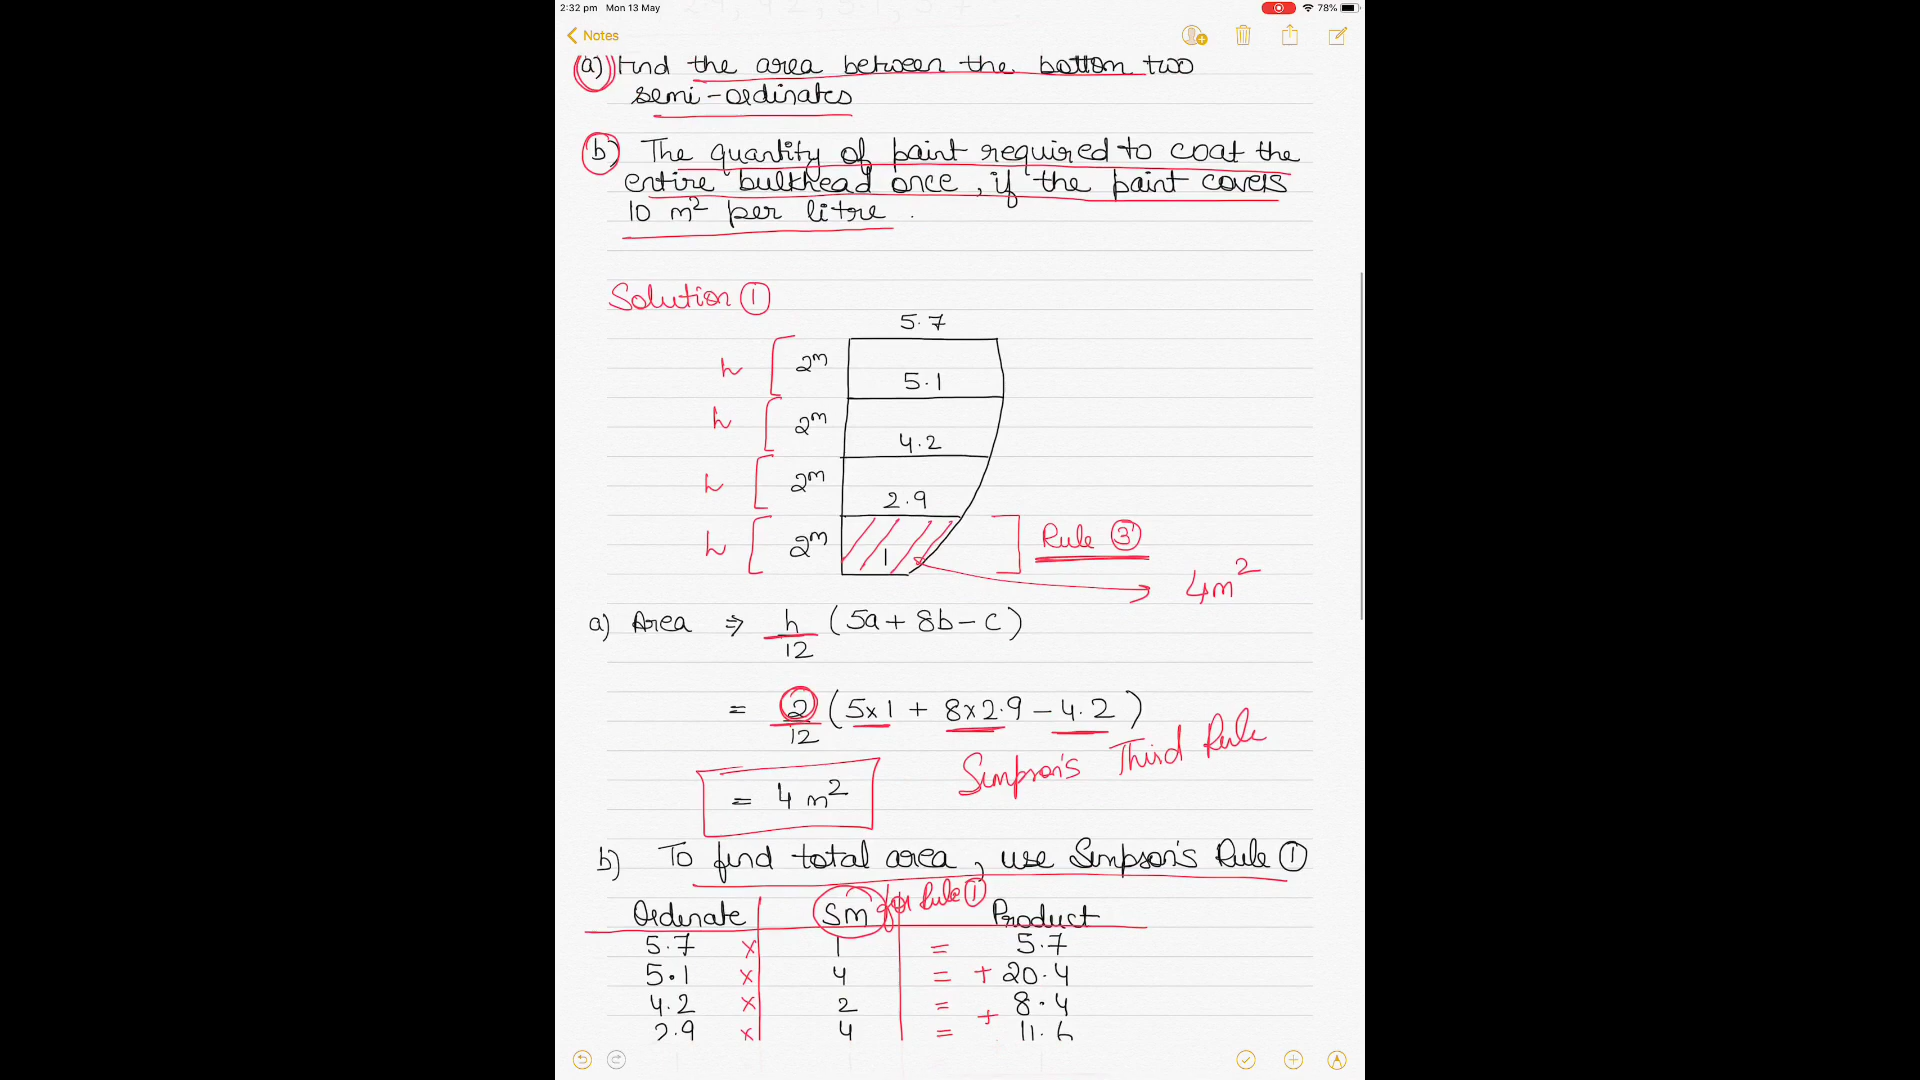 2:32 pm Mon 13 May
78%
Notes
a) Find the area between the bottom two
semi-ordinates
b) The quantity of paint required to coat the
entire bulkhead once, if the paint covers
10 m² per litre.
Solution ①
5.7
h 2m
5.1
h 2m
4.2
h 2m
2.9
h 2m 1 Rule ③
4m²
a) Area ⇒ h/12 (5a + 8b - c)
= 2/12 (5x1 + 8x2.9 - 4.2)
Simpson's Third Rule
= 4 m²
b) To find total area, use Simpson's Rule ①
Ordinate SM for Rule ① Product
5.7 x 1 = 5.7
5.1 x 4 = + 20.4
4.2 x 2 = 8.4
+
2.9 x 4 = 11.6